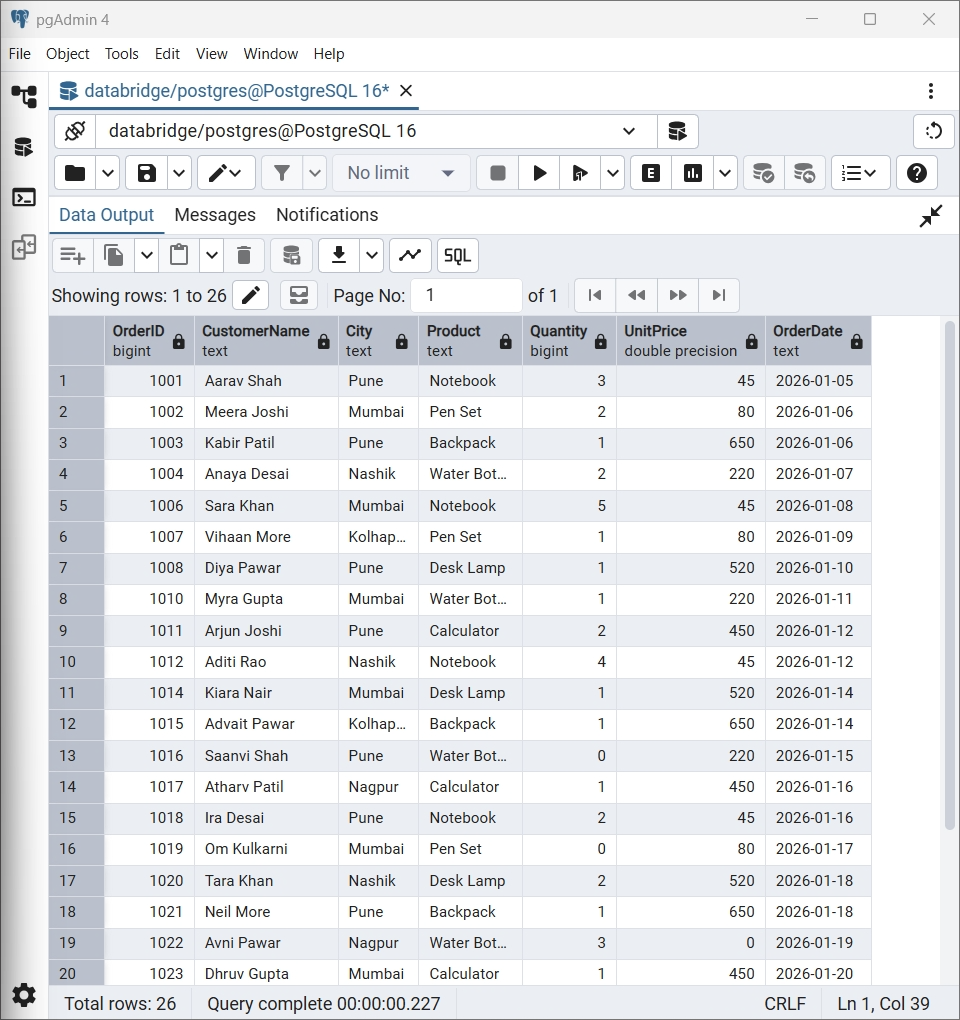 pgAdmin 4
File Object Tools Edit View Window Help
databridge/postgres@PostgreSQL 16*
databridge/postgres@PostgreSQL 16
No limit
E
Data Output Messages Notifications
SQL
Showing rows: 1 to 26 Page No: 1 of 1
OrderID CustomerName City Product Quantity UnitPrice OrderDate
bigint text text text bigint double precision text
1 1001 Aarav Shah Pune Notebook 3 45 2026-01-05
2 1002 Meera Joshi Mumbai Pen Set 2 80 2026-01-06
3 1003 Kabir Patil Pune Backpack 1 650 2026-01-06
4 1004 Anaya Desai Nashik Water Bot... 2 220 2026-01-07
5 1006 Sara Khan Mumbai Notebook 5 45 2026-01-08
6 1007 Vihaan More Kolhap... Pen Set 1 80 2026-01-09
7 1008 Diya Pawar Pune Desk Lamp 1 520 2026-01-10
8 1010 Myra Gupta Mumbai Water Bot... 1 220 2026-01-11
9 1011 Arjun Joshi Pune Calculator 2 450 2026-01-12
10 1012 Aditi Rao Nashik Notebook 4 45 2026-01-12
11 1014 Kiara Nair Mumbai Desk Lamp 1 520 2026-01-14
12 1015 Advait Pawar Kolhap... Backpack 1 650 2026-01-14
13 1016 Saanvi Shah Pune Water Bot... 0 220 2026-01-15
14 1017 Atharv Patil Nagpur Calculator 1 450 2026-01-16
15 1018 Ira Desai Pune Notebook 2 45 2026-01-16
16 1019 Om Kulkarni Mumbai Pen Set 0 80 2026-01-17
17 1020 Tara Khan Nashik Desk Lamp 2 520 2026-01-18
18 1021 Neil More Pune Backpack 1 650 2026-01-18
19 1022 Avni Pawar Nagpur Water Bot... 3 0 2026-01-19
20 1023 Dhruv Gupta Mumbai Calculator 1 450 2026-01-20
Total rows: 26 Query complete 00:00:00.227 CRLF Ln 1, Col 39